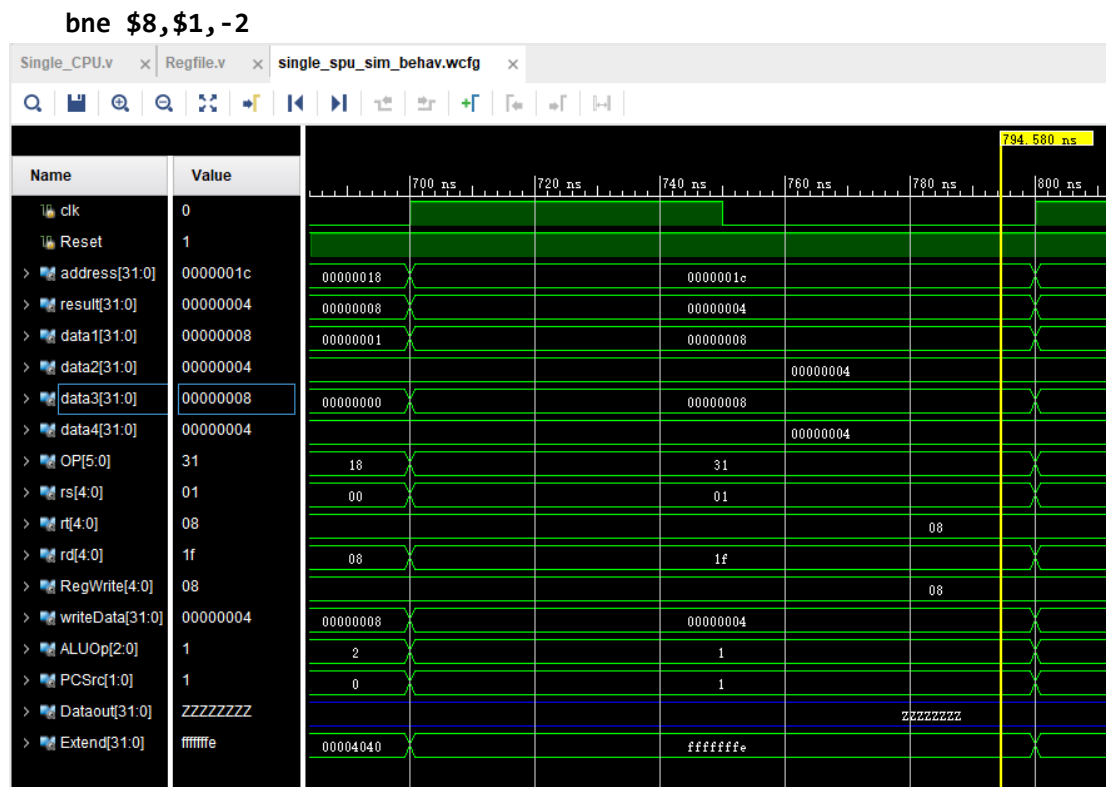 bne $8,$1,-2
Single_CPU.v × Regfile.v × single_spu_sim_behav.wcfg ×
794.580 ns
Name Value
700 ns 720 ns 740 ns 760 ns 780 ns 800 ns
clk 0
Reset 1
address[31:0] 0000001c 00000018 0000001c
result[31:0] 00000004 00000008 00000004
data1[31:0] 00000008 00000001 00000008
data2[31:0] 00000004 00000004
data3[31:0] 00000008 00000000 00000008
data4[31:0] 00000004 00000004
OP[5:0] 31 18 31
rs[4:0] 01 00 01
rt[4:0] 08 08
rd[4:0] 1f 08 1f
RegWrite[4:0] 08 08
writeData[31:0] 00000004 00000008 00000004
ALUOp[2:0] 1 2 1
PCSrc[1:0] 1 0 1
Dataout[31:0] ZZZZZZZZ ZZZZZZZZ
Extend[31:0] fffffffe 00004040 fffffffe